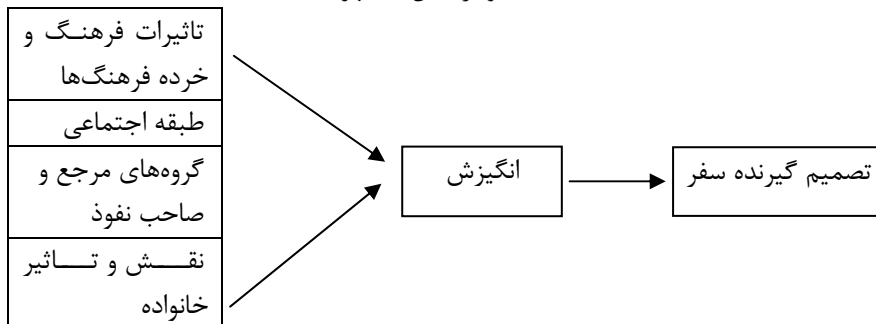 تاثیرات فرهنگ و
خرده فرهنگ‌ها
طبقه اجتماعی
گروه‌های مرجع و
صاحب نفوذ
نقش و تاثیر
خانواده
انگیزش
تصمیم گیرنده سفر